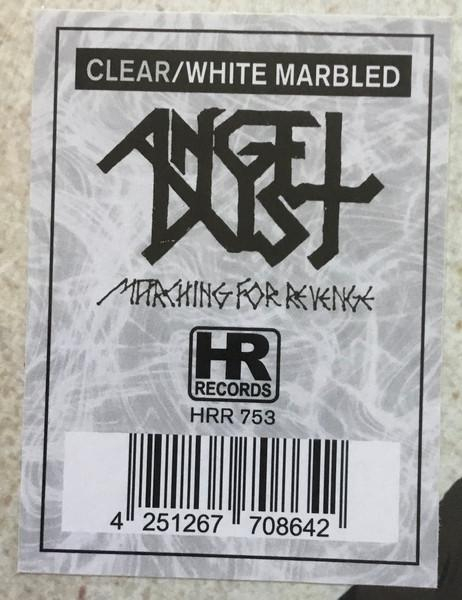 CLEAR/WHITE MARBLED
ANGEL
DUST
MARCHING FOR REVENGE
HR
RECORDS
HRR 753
4 251267 708642